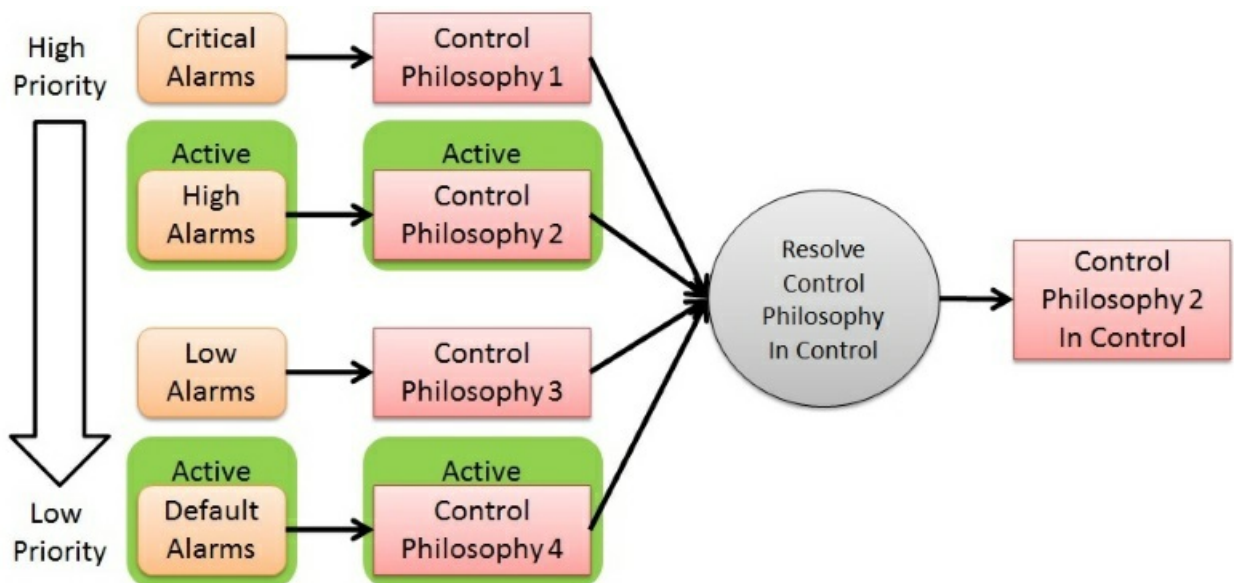 High
Priority
Critical
Alarms
Control
Philosophy 1
Active
High
Alarms
Active
Control
Philosophy 2
Low
Alarms
Control
Philosophy 3
Active
Default
Alarms
Active
Control
Philosophy 4
Low
Priority
Resolve
Control
Philosophy
In Control
Control
Philosophy 2
In Control